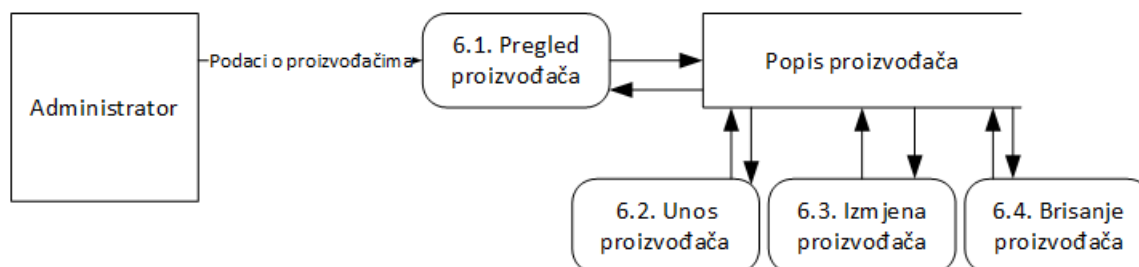 Administrator
Podaci o proizvođačima
6.1. Pregled
proizvođača
Popis proizvođača
6.2. Unos
proizvođača
6.3. Izmjena
proizvođača
6.4. Brisanje
proizvođača